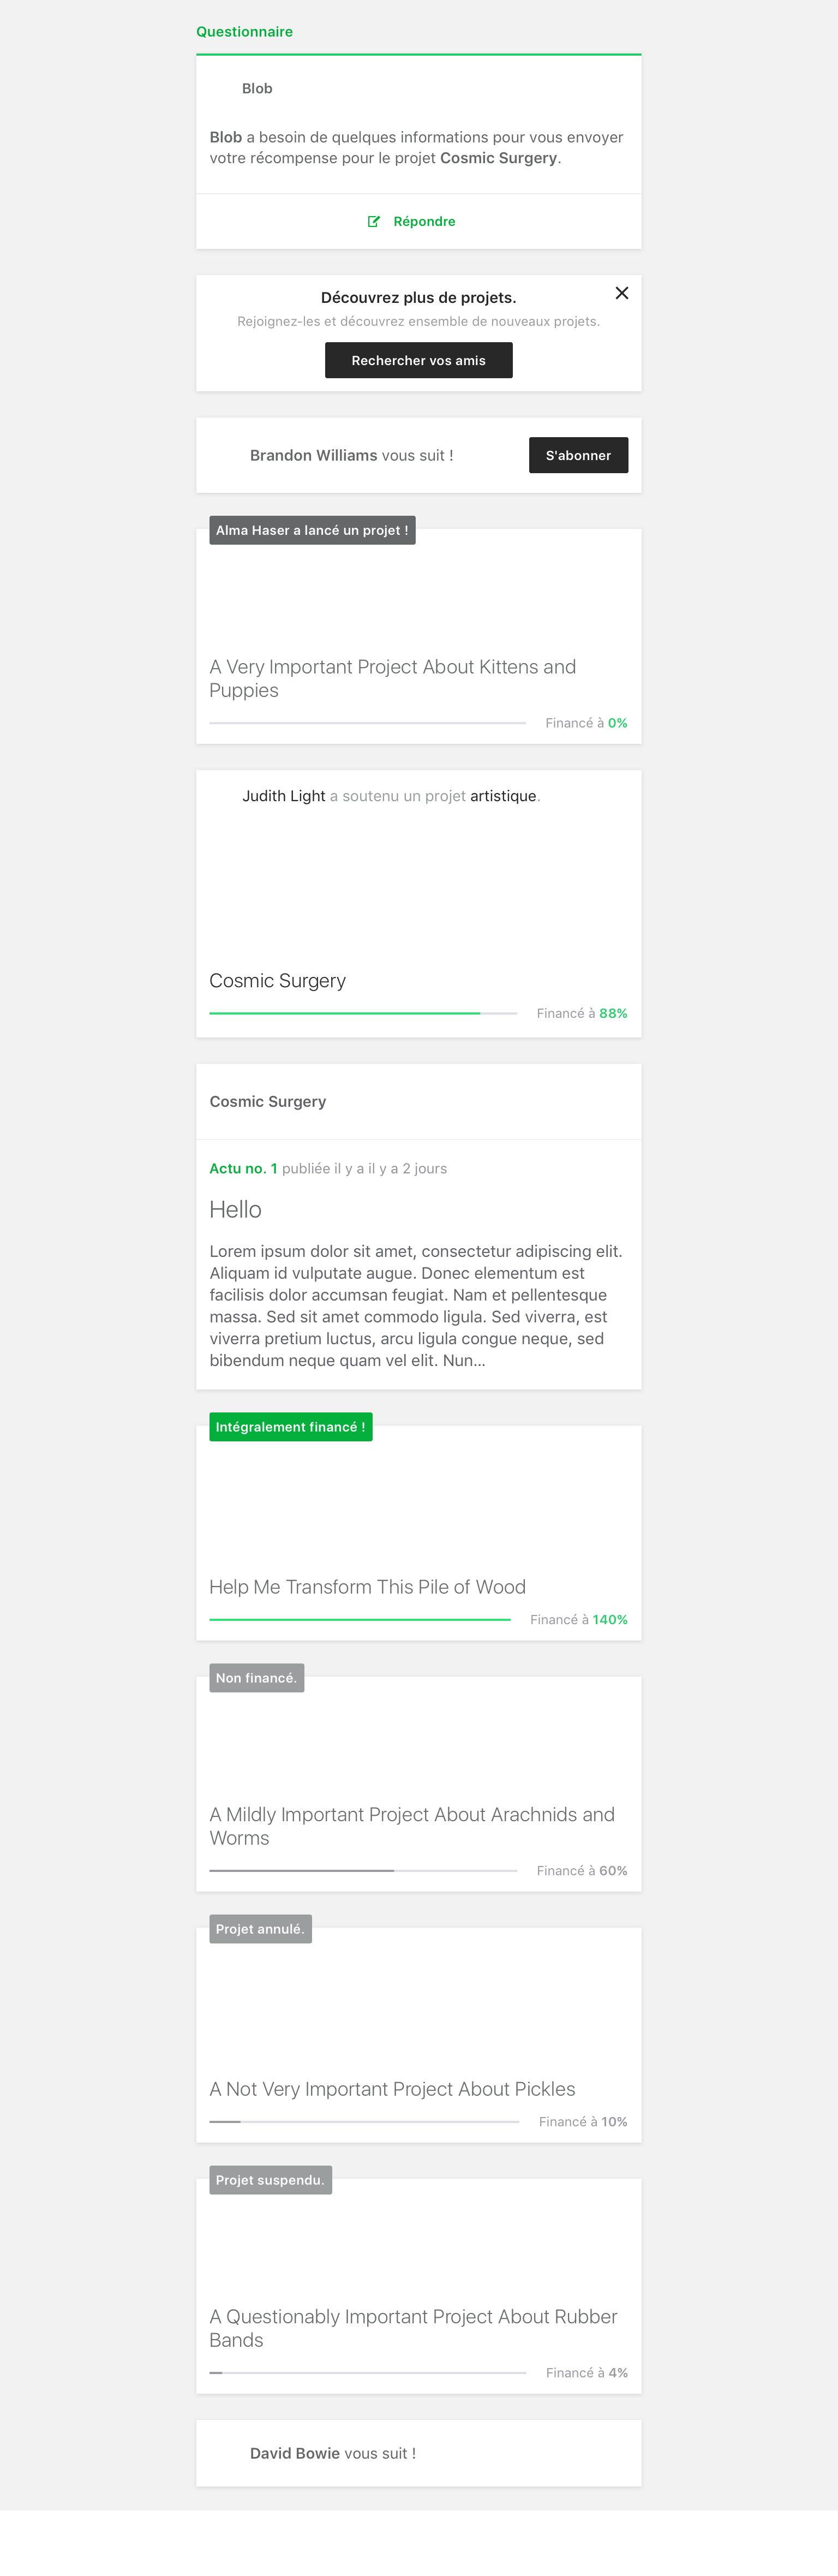 Questionnaire
Blob
Blob a besoin de quelques informations pour vous envoyer
votre récompense pour le projet Cosmic Surgery.
Répondre
Découvrez plus de projets.
Rejoignez-les et découvrez ensemble de nouveaux projets.
Rechercher vos amis
Brandon Williams vous suit !
S'abonner
Alma Haser a lancé un projet !
A Very Important Project About Kittens and
Puppies
Financé à 0%
Judith Light a soutenu un projet artistique.
Cosmic Surgery
Financé à 88%
Cosmic Surgery
Actu no. 1 publiée il y a il y a 2 jours
Hello
Lorem ipsum dolor sit amet, consectetur adipiscing elit.
Aliquam id vulputate augue. Donec elementum est
facilisis dolor accumsan feugiat. Nam et pellentesque
massa. Sed sit amet commodo ligula. Sed viverra, est
viverra pretium luctus, arcu ligula congue neque, sed
bibendum neque quam vel elit. Nun...
Intégralement financé !
Help Me Transform This Pile of Wood
Financé à 140%
Non financé.
A Mildly Important Project About Arachnids and
Worms
Financé à 60%
Projet annulé.
A Not Very Important Project About Pickles
Financé à 10%
Projet suspendu.
A Questionably Important Project About Rubber
Bands
Financé à 4%
David Bowie vous suit !